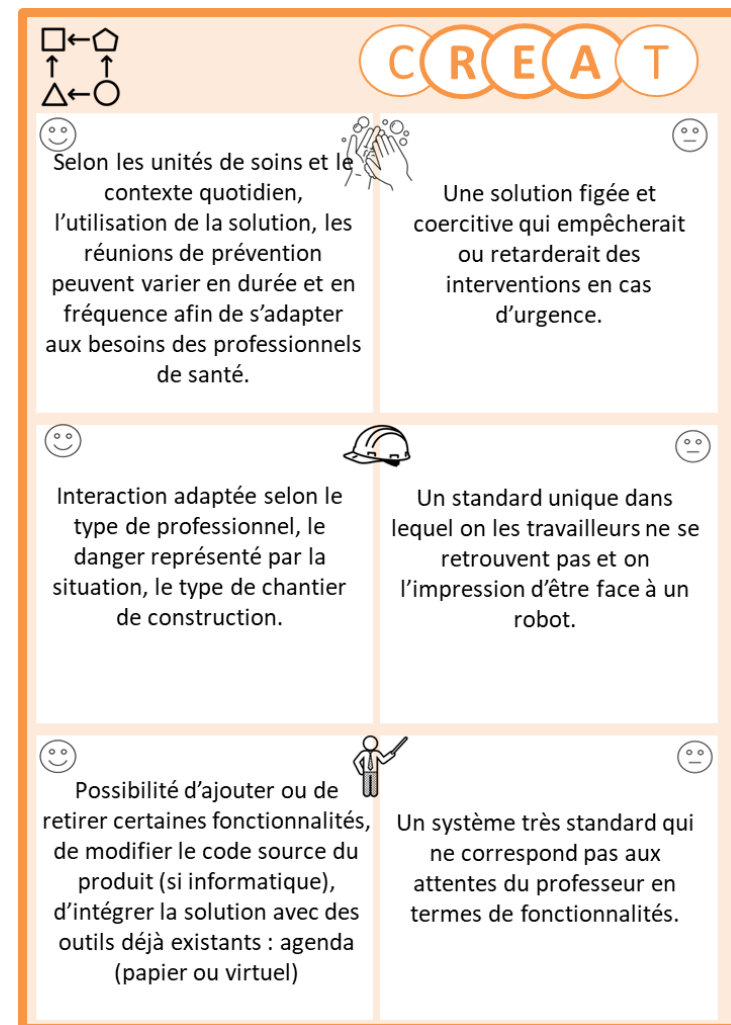 CREAT
Selon les unités de soins et le
contexte quotidien,
l'utilisation de la solution, les
réunions de prévention
peuvent varier en durée et en
fréquence afin de s'adapter
aux besoins des professionnels
de santé.
Une solution figée et
coercitive qui empêcherait
ou retarderait des
interventions en cas
d'urgence.
Interaction adaptée selon le
type de professionnel, le
danger représenté par la
situation, le type de chantier
de construction.
Un standard unique dans
lequel on les travailleurs ne se
retrouvent pas et on
l'impression d'être face à un
robot.
Possibilité d'ajouter ou de
retirer certaines fonctionnalités,
de modifier le code source du
produit (si informatique),
d'intégrer la solution avec des
outils déjà existants : agenda
(papier ou virtuel)
Un système très standard qui
ne correspond pas aux
attentes du professeur en
termes de fonctionnalités.